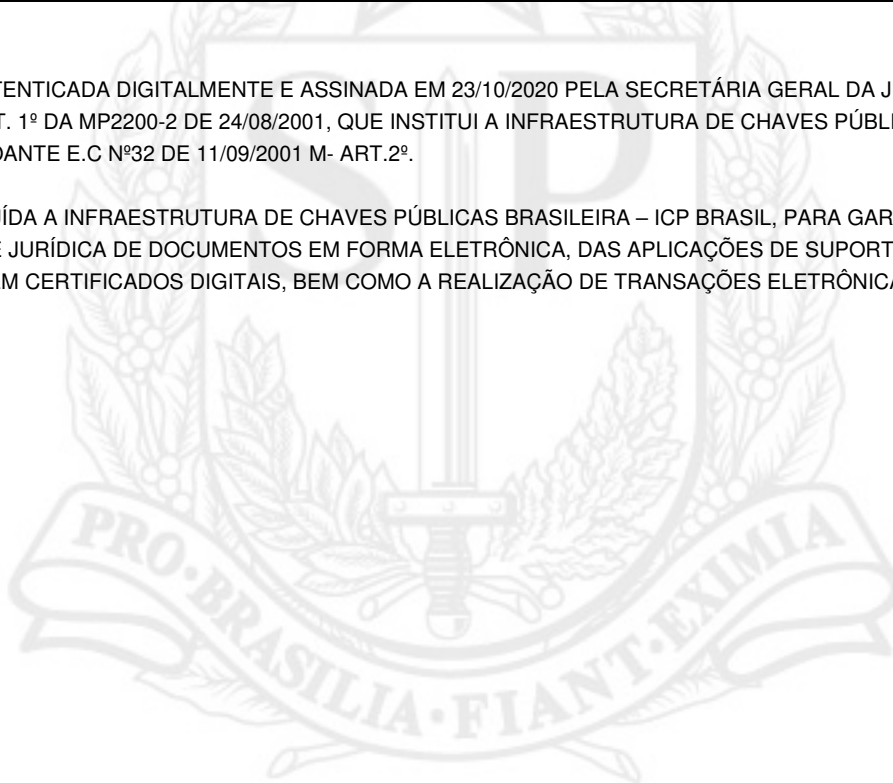 TENTICADA DIGITALMENTE E ASSINADA EM 23/10/2020 PELA SECRETÁRIA GERAL DA J
T. 1º DA MP2200-2 DE 24/08/2001, QUE INSTITUI A INFRAESTRUTURA DE CHAVES PÚBL
DANTE E.C Nº32 DE 11/09/2001 M- ART.2º.
ÍDA A INFRAESTRUTURA DE CHAVES PÚBLICAS BRASILEIRA – ICP BRASIL, PARA GAR
E JURÍDICA DE DOCUMENTOS EM FORMA ELETRÔNICA, DAS APLICAÇÕES DE SUPORT
EM CERTIFICADOS DIGITAIS, BEM COMO A REALIZAÇÃO DE TRANSAÇÕES ELETRÔNICA
SP
PRO·BRASILIA·FIANT·EXIMIA